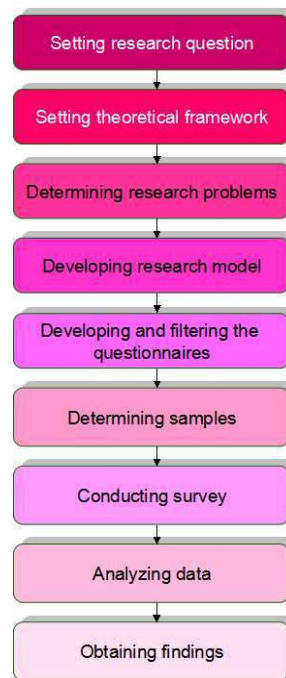 Setting research question
Setting theoretical framework
Determining research problems
Developing research model
Developing and filtering the
questionnaires
Determining samples
Conducting survey
Analyzing data
Obtaining findings